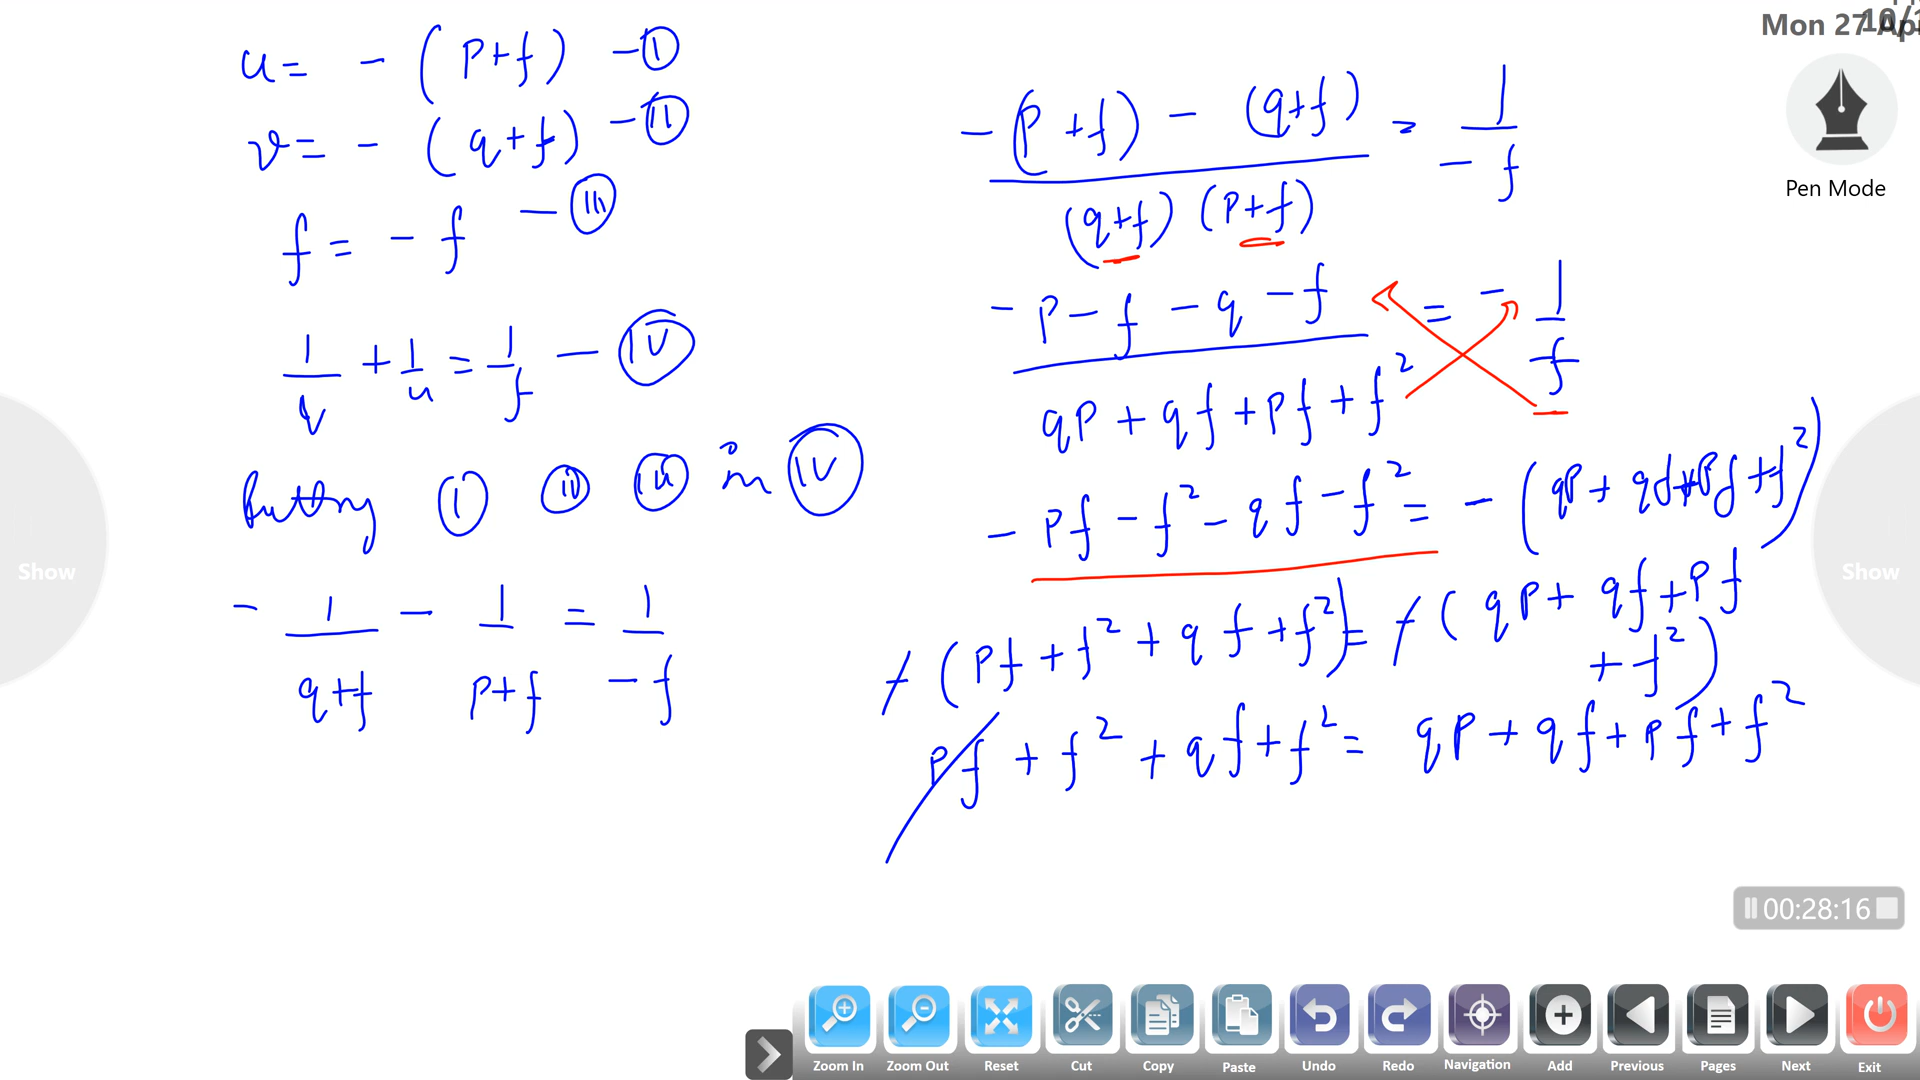 Mon 27 Ap
u = - (p+f) - (I)
v = - (q+f) - (II)
f = - f - (III)
1/v + 1/u = 1/f - (IV)
Putting (I) (II) (III) in (IV)
- 1/(q+f) - 1/(p+f) = 1/(-f)
(-(p+f) - (q+f)) / ((q+f) (p+f)) = 1/(-f)
(-p-f-q-f) / (qp + qf + pf + f²) = - 1/f
- pf - f² - qf - f² = - (qp + qf + pf + f²)
- (pf + f² + qf + f²) = - (qp + qf + pf
+ f²)
pf + f² + qf + f² = qp + qf + pf + f²
Pen Mode
Show
Show
00:28:16
Zoom In Zoom Out Reset Cut Copy Paste Undo Redo Navigation Add Previous Pages Next Exit